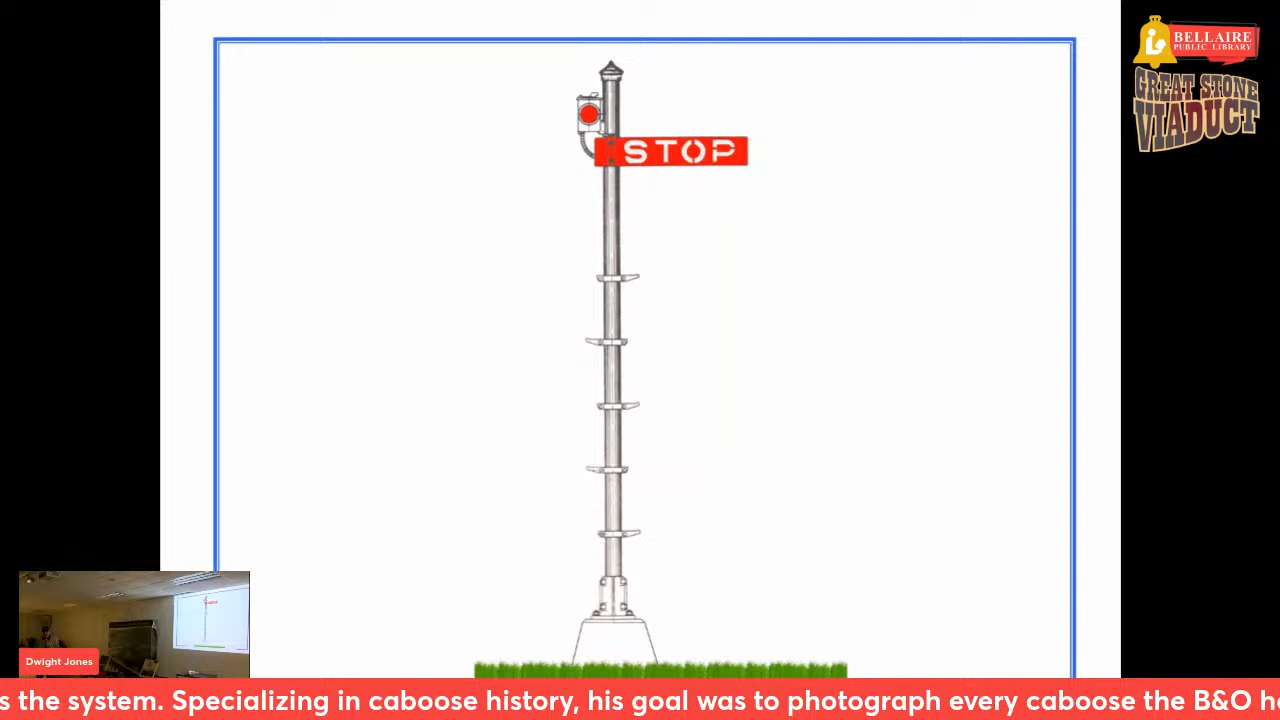 BELLAIRE
PUBLIC LIBRARY
GREAT STONE
VIADUCT
STOP
Dwight Jones
s the system. Specializing in caboose history, his goal was to photograph every caboose the B&O h